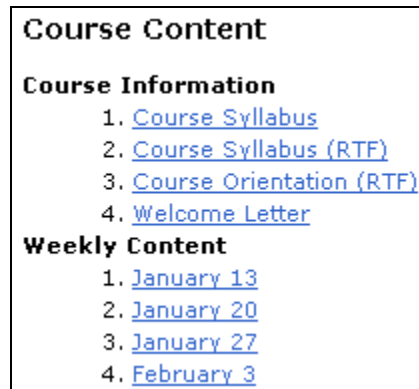 Course Content
Course Information
1. Course Syllabus
2. Course Syllabus (RTF)
3. Course Orientation (RTF)
4. Welcome Letter
Weekly Content
1. January 13
2. January 20
3. January 27
4. February 3